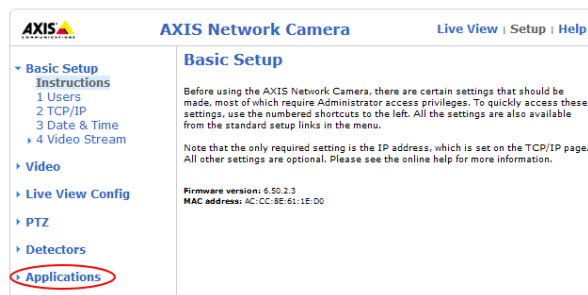 AXIS
COMMUNICATIONS
AXIS Network Camera
Live View | Setup | Help
Basic Setup
Instructions
1 Users
2 TCP/IP
3 Date & Time
4 Video Stream
Video
Live View Config
PTZ
Detectors
Applications
Basic Setup
Before using the AXIS Network Camera, there are certain settings that should be
made, most of which require Administrator access privileges. To quickly access these
settings, use the numbered shortcuts to the left. All the settings are also available
from the standard setup links in the menu.
Note that the only required setting is the IP address, which is set on the TCP/IP page.
All other settings are optional. Please see the online help for more information.
Firmware version: 6.50.2.3
MAC address: AC:CC:8E:61:1E:D0